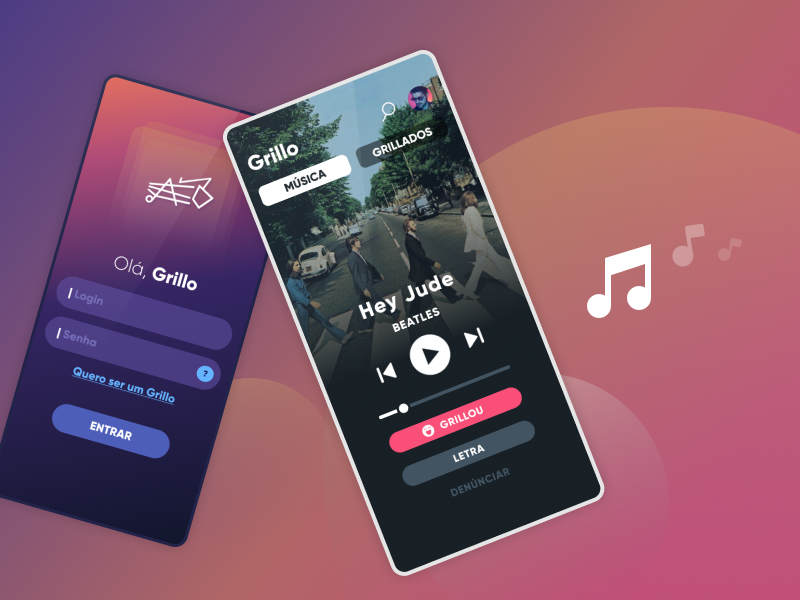 Olá, Grillo
Login
Senha
?
Quero ser um Grillo
ENTRAR
Grillo
MÚSICA
GRILLADOS
Hey Jude
BEATLES
GRILLOU
LETRA
DENÚNCIAR